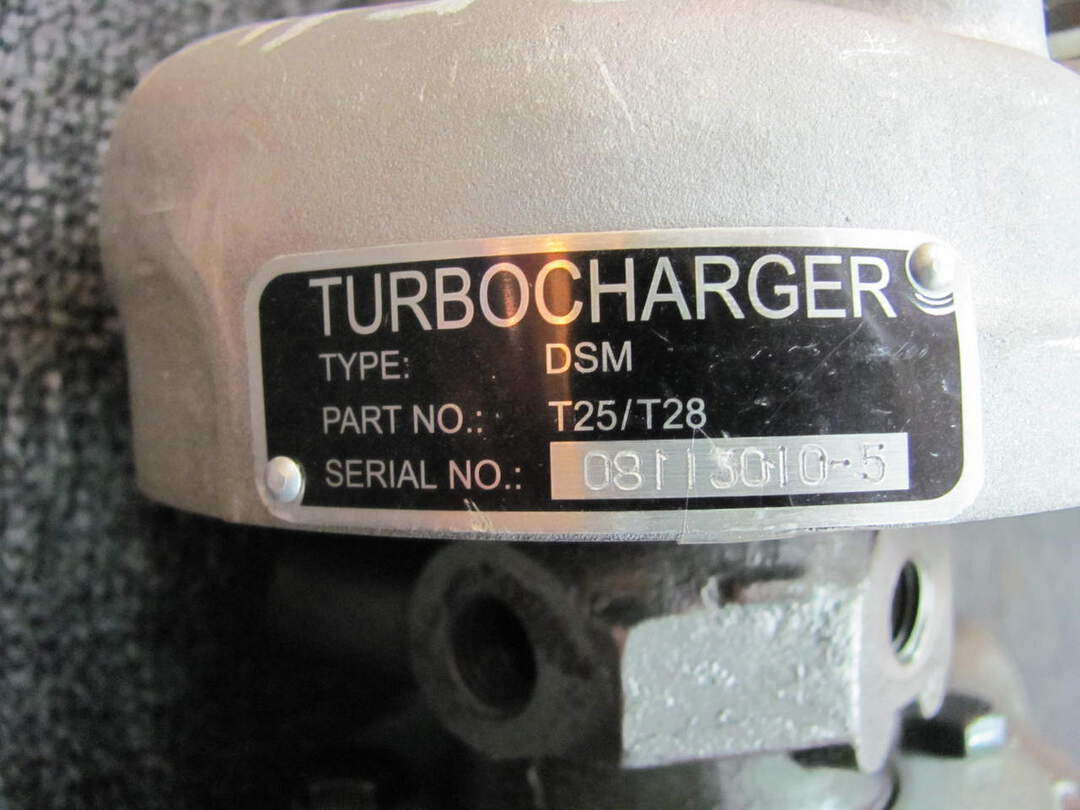 TURBOCHARGER
TYPE: DSM
PART NO.: T25/T28
SERIAL NO.: 08113010-5